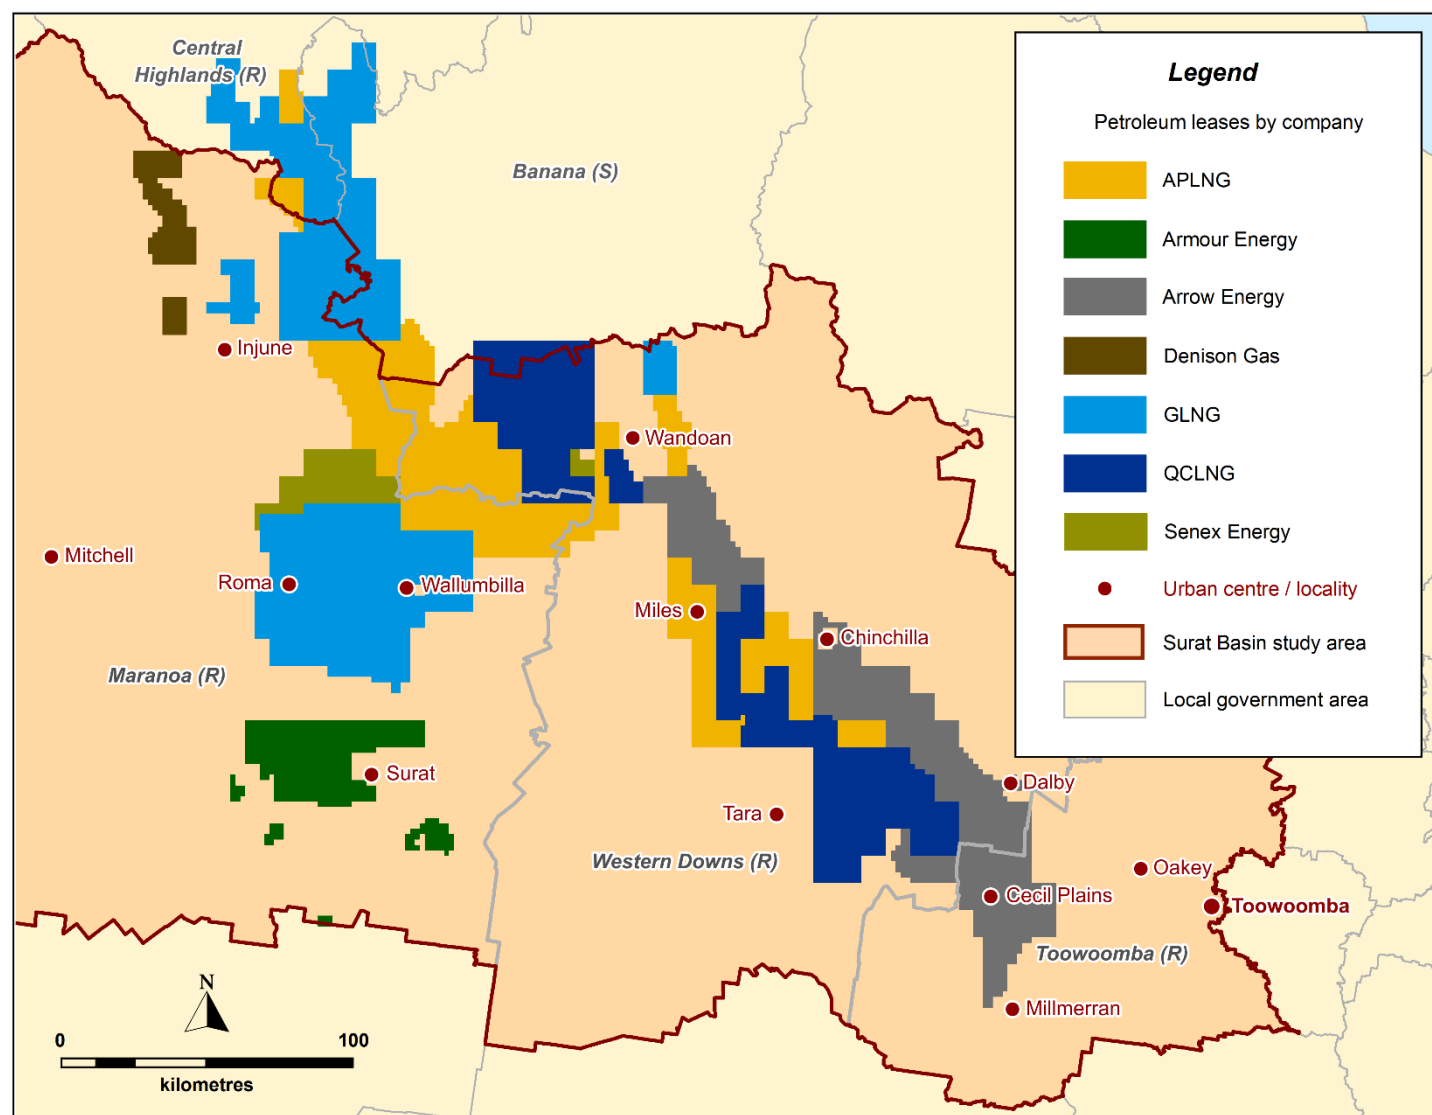 Central
Highlands (R)
Banana (S)
Injune
Wandoan
Mitchell
Roma
Wallumbilla
Miles
Chinchilla
Maranoa (R)
Surat
Dalby
Tara
Western Downs (R)
Oakey
Cecil Plains
Toowoomba
Toowoomba (R)
Millmerran
N
0
100
kilometres
Legend
Petroleum leases by company
APLNG
Armour Energy
Arrow Energy
Denison Gas
GLNG
QCLNG
Senex Energy
Urban centre / locality
Surat Basin study area
Local government area